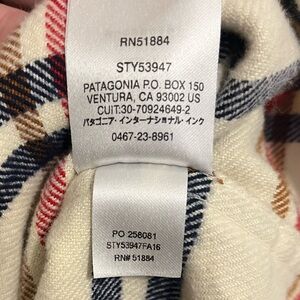 RN51884
STY53947
PATAGONIA P.O. BOX 150
VENTURA, CA 93002 US
CUIT:30-70924649-2
パタゴニア・インターナショナル・インク
0467-23-8961
PO 258081
STY53947FA16
RN# 51884